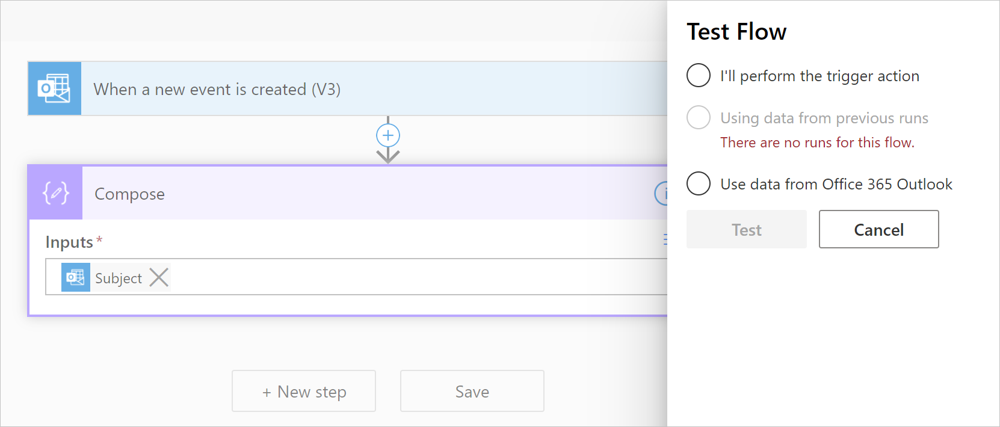 When a new event is created (V3)
Compose
Inputs *
Subject
+ New step
Save
Test Flow
I'll perform the trigger action
Using data from previous runs
There are no runs for this flow.
Use data from Office 365 Outlook
Test
Cancel